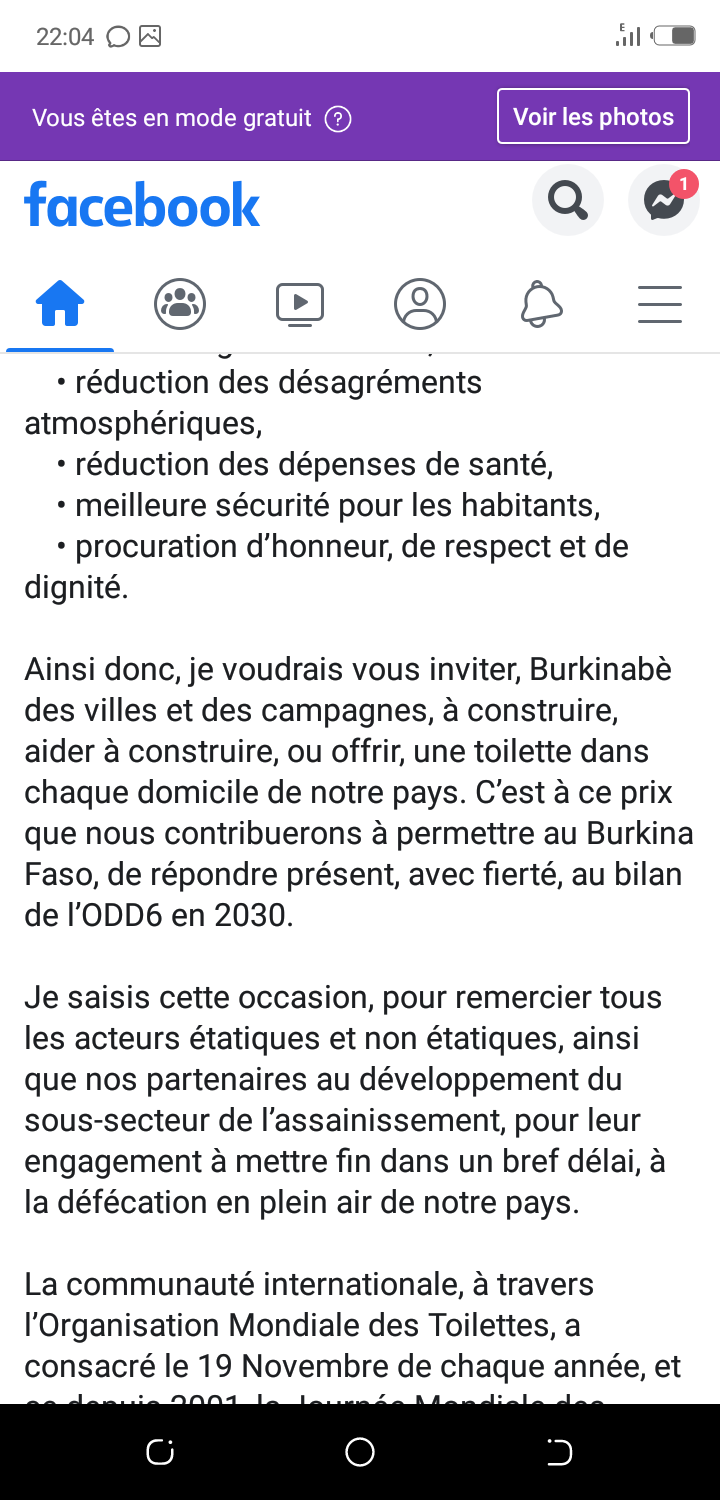 22:04
E
Vous êtes en mode gratuit ?
Voir les photos
facebook
1
• réduction des désagréments
atmosphériques,
• réduction des dépenses de santé,
• meilleure sécurité pour les habitants,
• procuration d’honneur, de respect et de
dignité.
Ainsi donc, je voudrais vous inviter, Burkinabè
des villes et des campagnes, à construire,
aider à construire, ou offrir, une toilette dans
chaque domicile de notre pays. C’est à ce prix
que nous contribuerons à permettre au Burkina
Faso, de répondre présent, avec fierté, au bilan
de l’ODD6 en 2030.
Je saisis cette occasion, pour remercier tous
les acteurs étatiques et non étatiques, ainsi
que nos partenaires au développement du
sous-secteur de l’assainissement, pour leur
engagement à mettre fin dans un bref délai, à
la défécation en plein air de notre pays.
La communauté internationale, à travers
l’Organisation Mondiale des Toilettes, a
consacré le 19 Novembre de chaque année, et
ce depuis 2001, la Journée Mondiale des